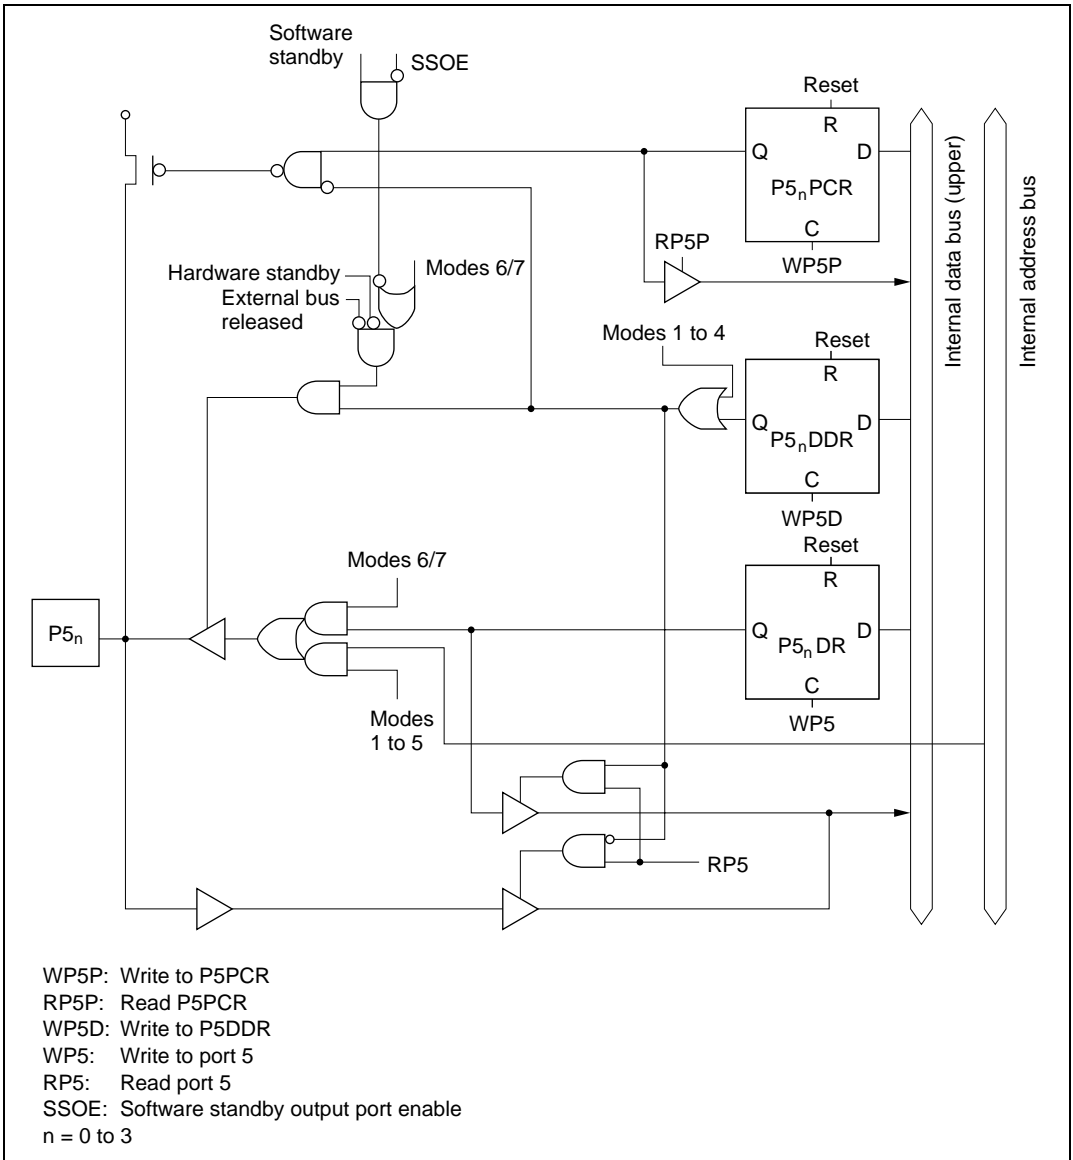 Software
standby
SSOE
Reset
R
Q
D
P5nPCR
C
WP5P
RP5P
Internal data bus (upper)
Internal address bus
Hardware standby
External bus
released
Modes 6/7
Modes 1 to 4
Reset
R
Q
D
P5nDDR
C
WP5D
Reset
R
Q
D
P5nDR
C
WP5
Modes 6/7
P5n
Modes
1 to 5
RP5
WP5P: Write to P5PCR
RP5P: Read P5PCR
WP5D: Write to P5DDR
WP5: Write to port 5
RP5: Read port 5
SSOE: Software standby output port enable
n = 0 to 3